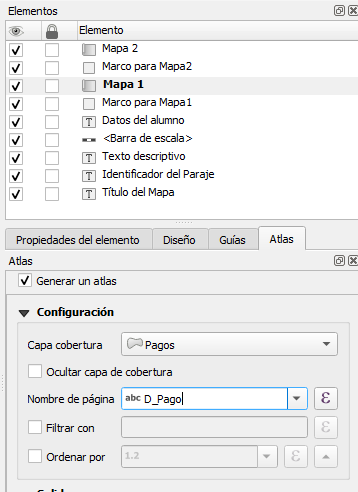 Elementos
Elemento
Mapa 2
Marco para Mapa2
Mapa 1
Marco para Mapa1
Datos del alumno
<Barra de escala>
Texto descriptivo
Identificador del Paraje
Título del Mapa
Propiedades del elemento Diseño Guías Atlas
Atlas
Generar un atlas
Configuración
Capa cobertura Pagos
Ocultar capa de cobertura
Nombre de página abc D_Pago ε
Filtrar con ε
Ordenar por 1.2 ε